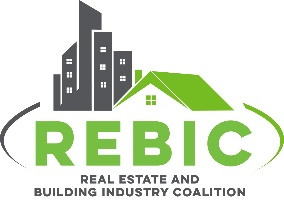 REBIC
REAL ESTATE AND
BUILDING INDUSTRY COALITION